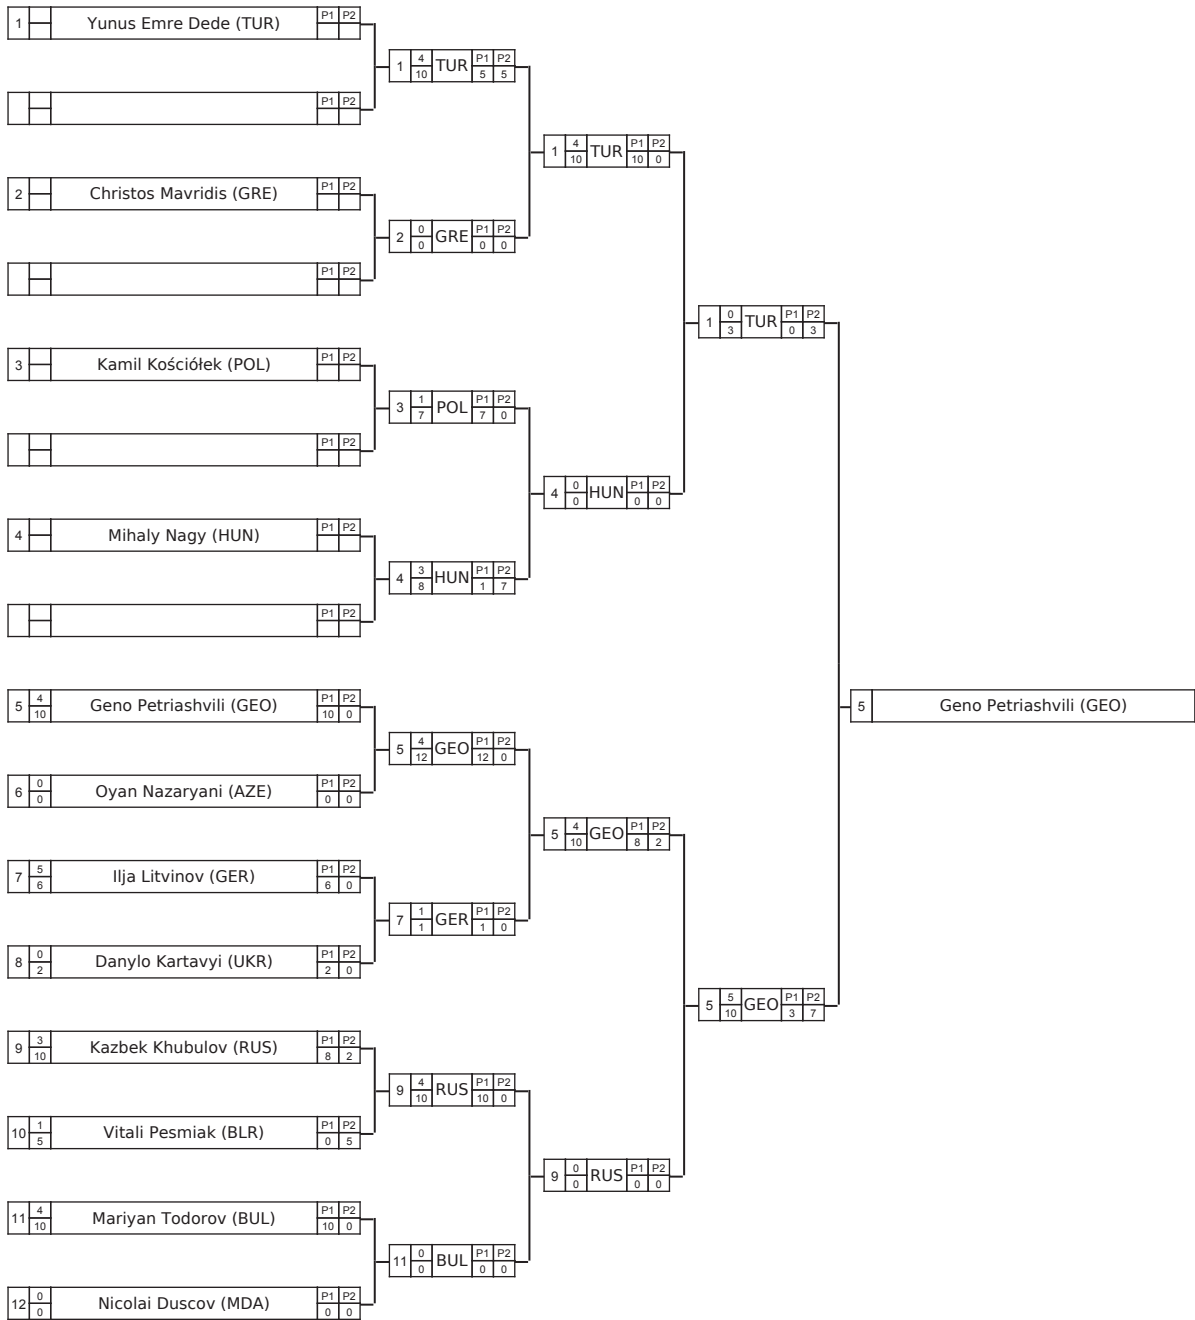 1 Yunus Emre Dede (TUR) P1 P2
1 4 10 TUR P1 P2 5 5
P1 P2
1 4 10 TUR P1 P2 10 0
2 Christos Mavridis (GRE) P1 P2
2 0 0 GRE P1 P2 0 0
P1 P2
1 0 3 TUR P1 P2 0 3
3 Kamil Kościółek (POL) P1 P2
3 1 7 POL P1 P2 7 0
P1 P2
4 0 0 HUN P1 P2 0 0
4 Mihaly Nagy (HUN) P1 P2
4 3 8 HUN P1 P2 1 7
P1 P2
5 4 10 Geno Petriashvili (GEO) P1 P2 10 0
5 Geno Petriashvili (GEO)
5 4 12 GEO P1 P2 12 0
6 0 0 Oyan Nazaryani (AZE) P1 P2 0 0
5 4 10 GEO P1 P2 8 2
7 5 6 Ilja Litvinov (GER) P1 P2 6 0
7 1 1 GER P1 P2 1 0
8 0 2 Danylo Kartavyi (UKR) P1 P2 2 0
5 5 10 GEO P1 P2 3 7
9 3 10 Kazbek Khubulov (RUS) P1 P2 8 2
9 4 10 RUS P1 P2 10 0
10 1 5 Vitali Pesmiak (BLR) P1 P2 0 5
9 0 0 RUS P1 P2 0 0
11 4 10 Mariyan Todorov (BUL) P1 P2 10 0
11 0 0 BUL P1 P2 0 0
12 0 0 Nicolai Duscov (MDA) P1 P2 0 0